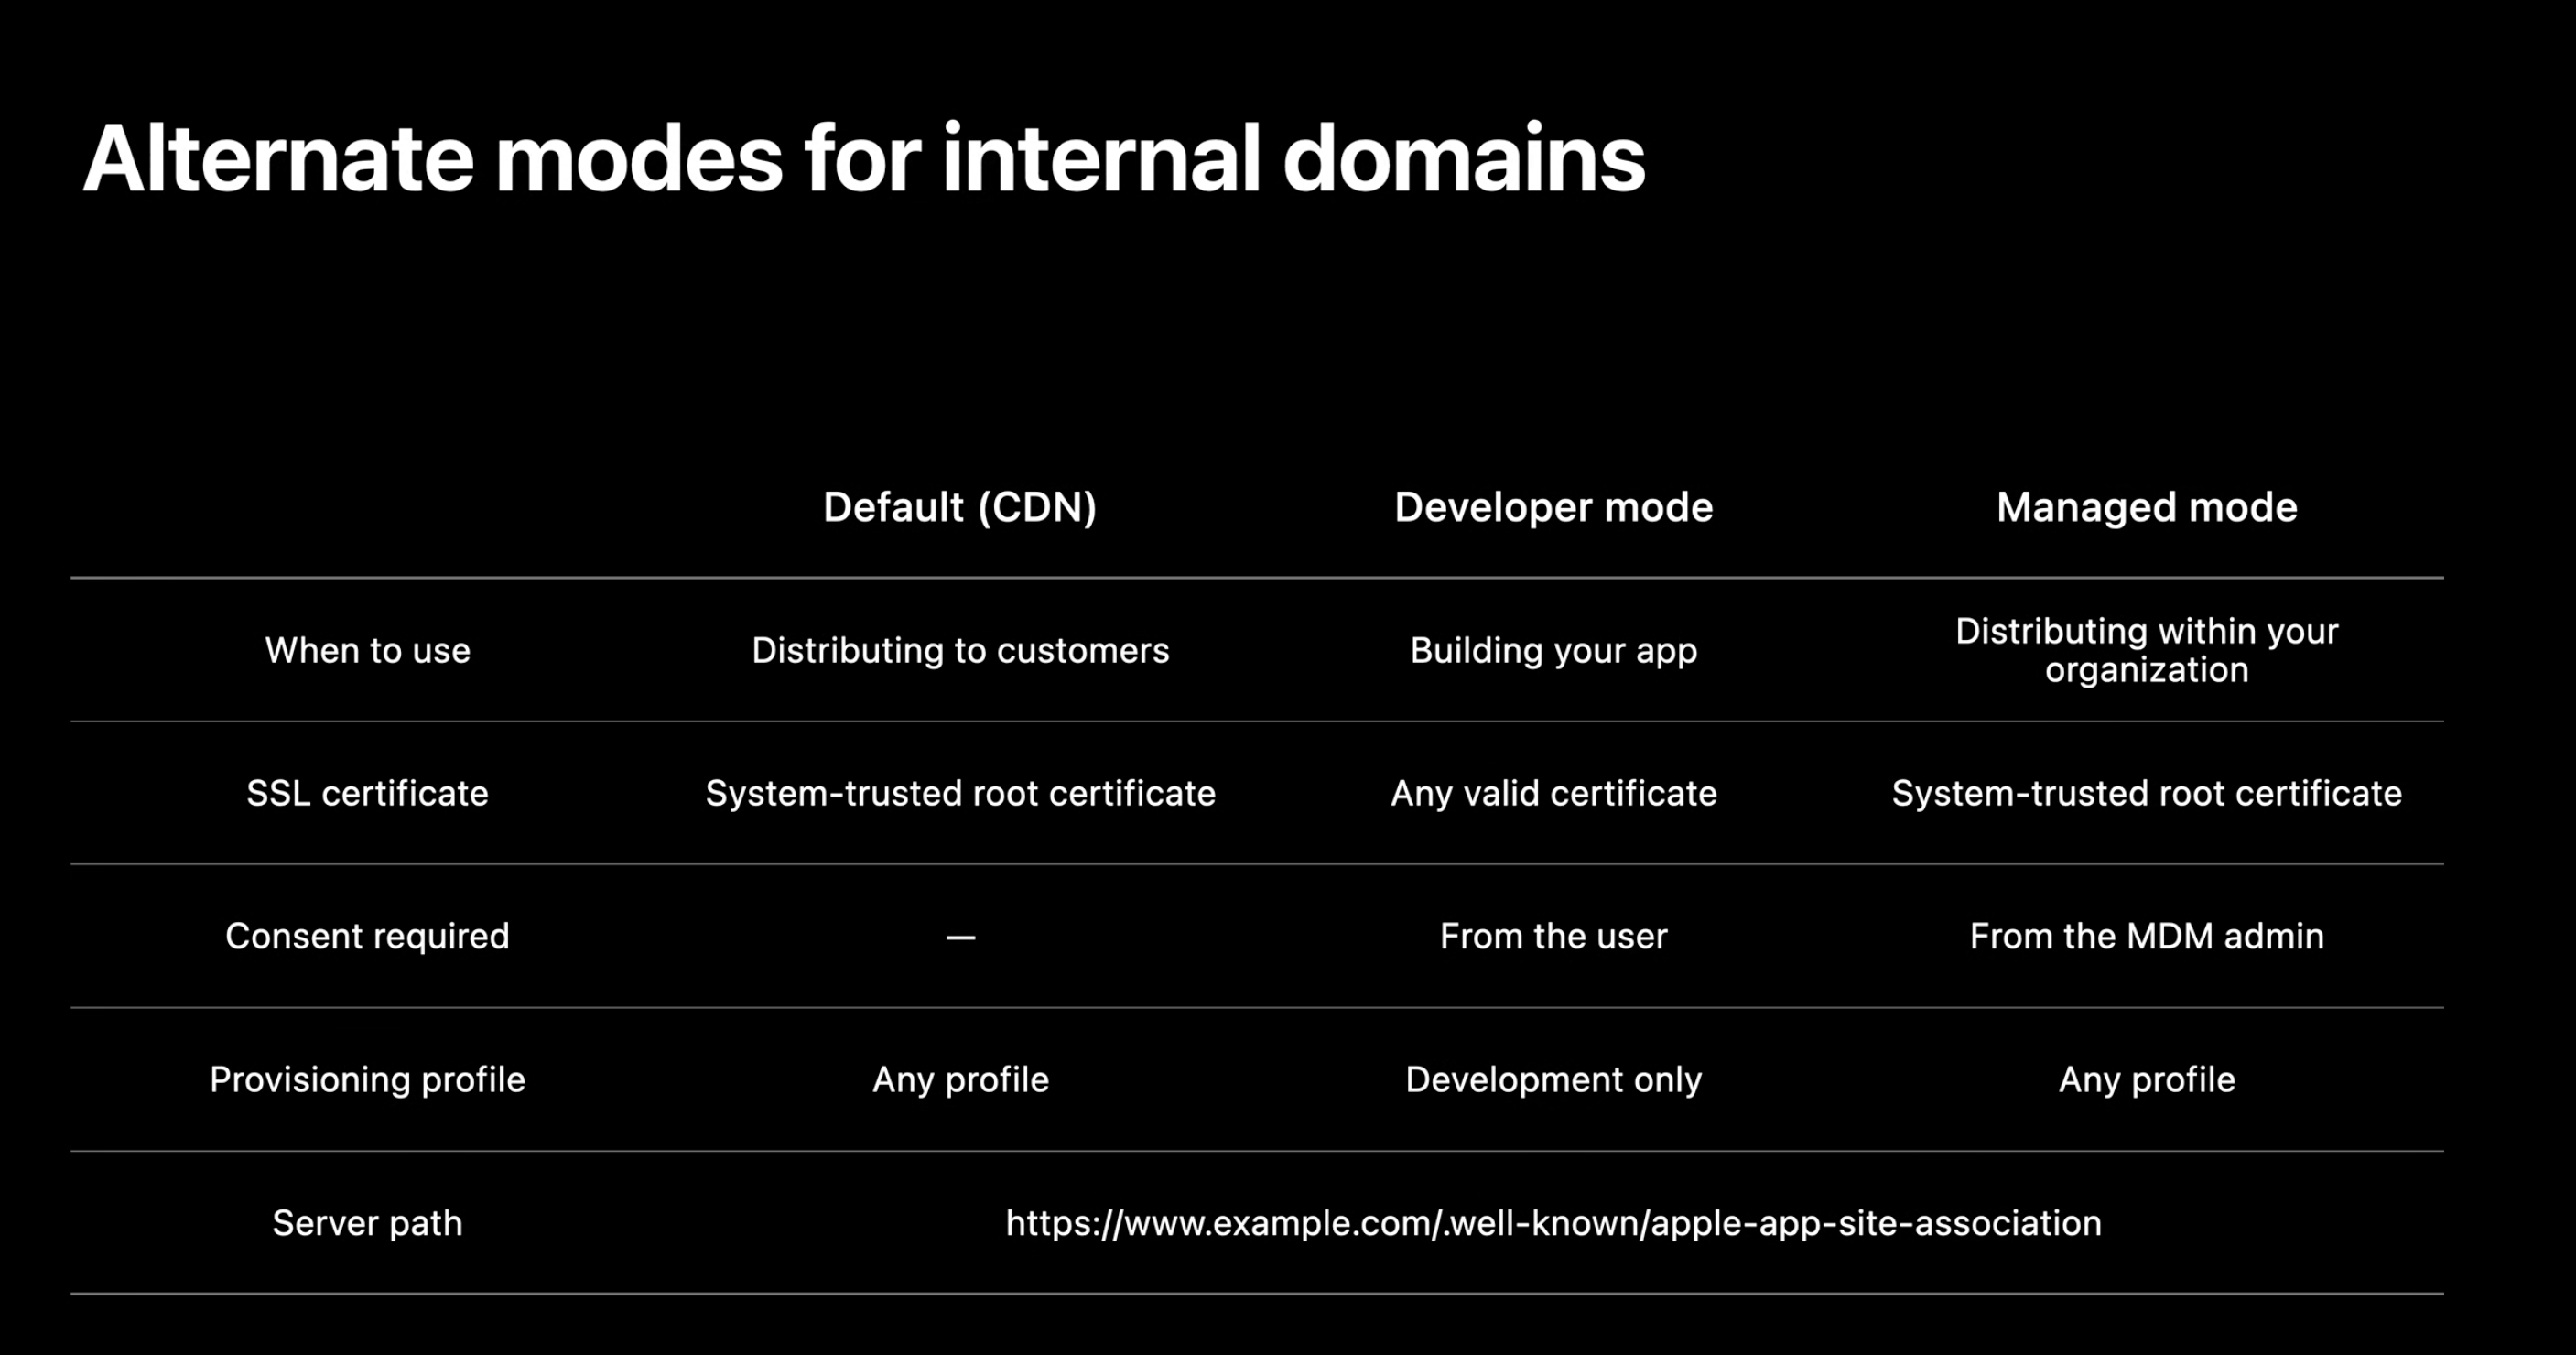 Alternate modes for internal domains
Default (CDN) Developer mode Managed mode
When to use Distributing to customers Building your app Distributing within your
organization
SSL certificate System-trusted root certificate Any valid certificate System-trusted root certificate
Consent required — From the user From the MDM admin
Provisioning profile Any profile Development only Any profile
Server path https://www.example.com/.well-known/apple-app-site-association